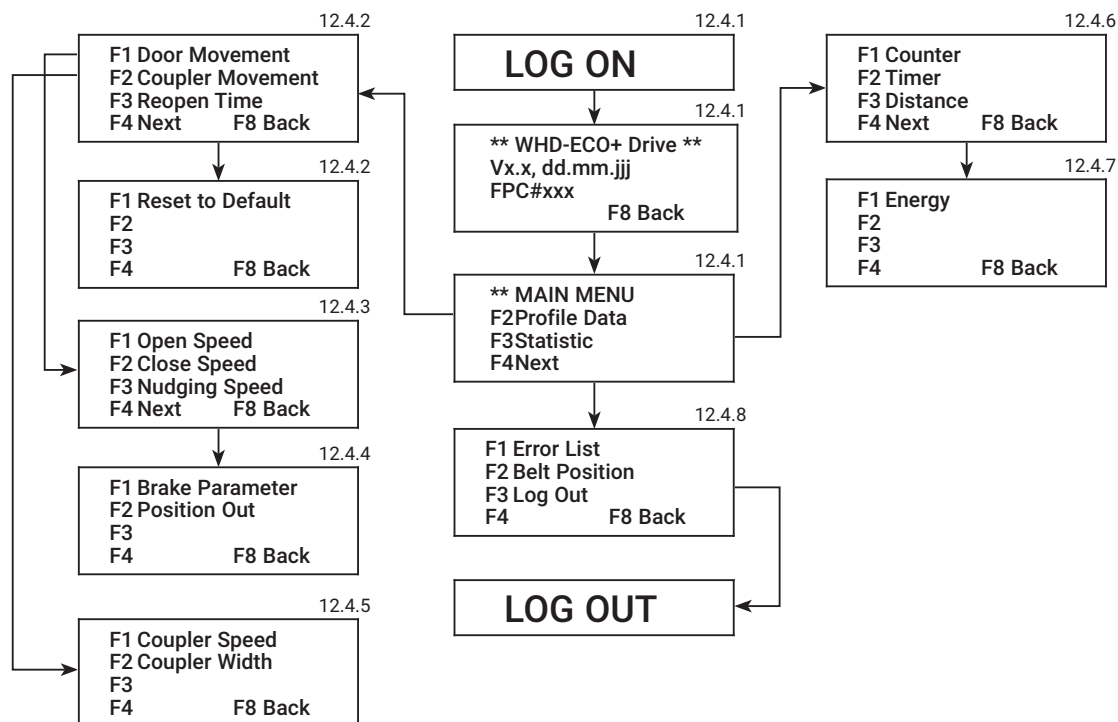 12.4.2
F1 Door Movement
F2 Coupler Movement
F3 Reopen Time
F4 Next F8 Back
12.4.2
F1 Reset to Default
F2
F3
F4 F8 Back
12.4.3
F1 Open Speed
F2 Close Speed
F3 Nudging Speed
F4 Next F8 Back
12.4.4
F1 Brake Parameter
F2 Position Out
F3
F4 F8 Back
12.4.5
F1 Coupler Speed
F2 Coupler Width
F3
F4 F8 Back
12.4.1
LOG ON
12.4.1
** WHD-ECO+ Drive **
Vx.x, dd.mm.jjj
FPC#xxx
F8 Back
12.4.1
** MAIN MENU
F2Profile Data
F3Statistic
F4Next
12.4.8
F1 Error List
F2 Belt Position
F3 Log Out
F4 F8 Back
LOG OUT
12.4.6
F1 Counter
F2 Timer
F3 Distance
F4 Next F8 Back
12.4.7
F1 Energy
F2
F3
F4 F8 Back